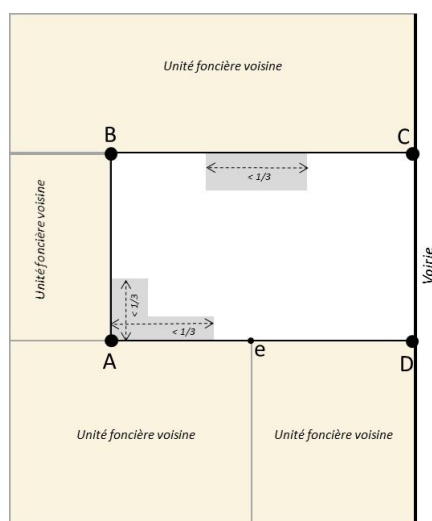 Unité foncière voisine
B
C
< 1/3
Unité foncière voisine
Voirie
< 1/3
< 1/3
A
e
D
Unité foncière voisine
Unité foncière voisine